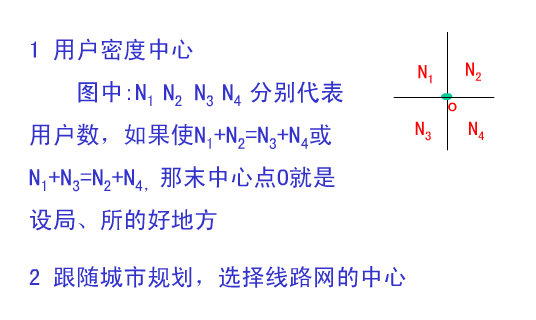 1 用户密度中心
图中:N1 N2 N3 N4 分别代表
用户数，如果使N1+N2=N3+N4或
N1+N3=N2+N4，那末中心点O就是
设局、所的好地方
2 跟随城市规划，选择线路网的中心
N1 N2
O
N3 N4